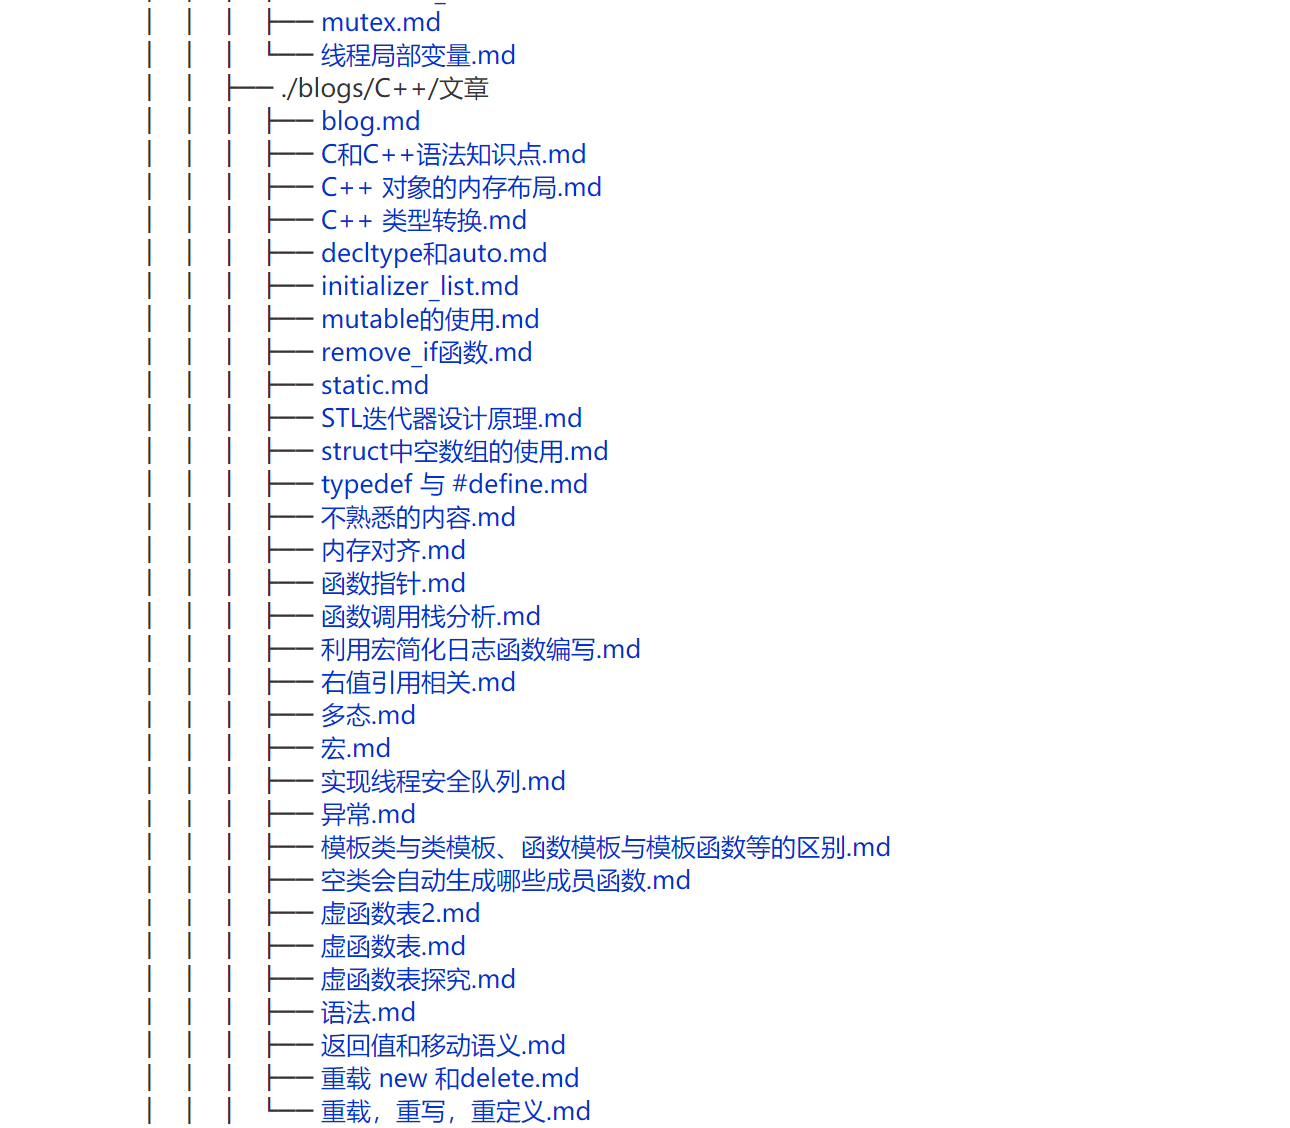 mutex.md
线程局部变量.md
./blogs/C++/文章
blog.md
C和C++语法知识点.md
C++ 对象的内存布局.md
C++ 类型转换.md
decltype和auto.md
initializer_list.md
mutable的使用.md
remove_if函数.md
static.md
STL迭代器设计原理.md
struct中空数组的使用.md
typedef 与 #define.md
不熟悉的内容.md
内存对齐.md
函数指针.md
函数调用栈分析.md
利用宏简化日志函数编写.md
右值引用相关.md
多态.md
宏.md
实现线程安全队列.md
异常.md
模板类与类模板、函数模板与模板函数等的区别.md
空类会自动生成哪些成员函数.md
虚函数表2.md
虚函数表.md
虚函数表探究.md
语法.md
返回值和移动语义.md
重载 new 和delete.md
重载，重写，重定义.md